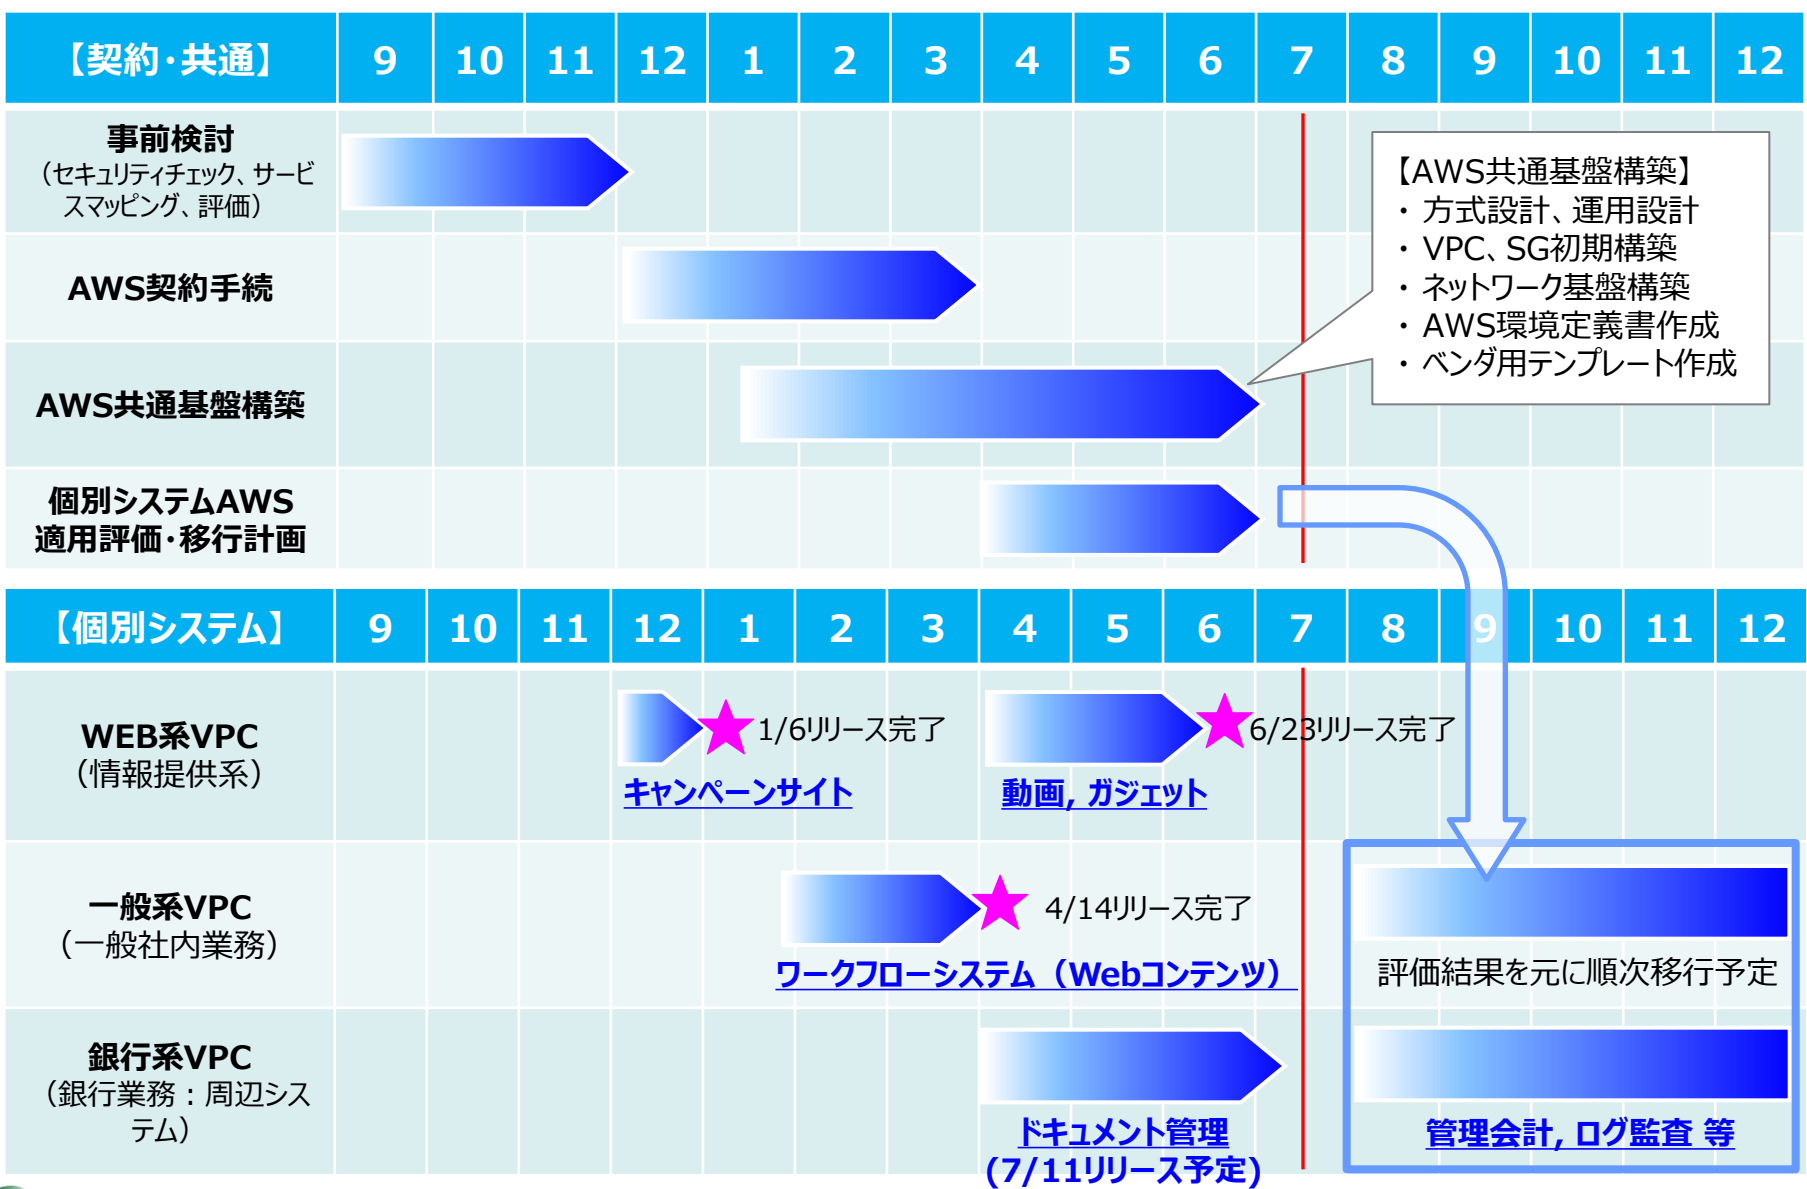 【契約・共通】 9 10 11 12 1 2 3 4 5 6 7 8 9 10 11 12
事前検討
（セキュリティチェック、サービ
スマッピング、評価）
AWS契約手続
AWS共通基盤構築
個別システムAWS
適用評価・移行計画
【AWS共通基盤構築】
・ 方式設計、運用設計
・ VPC、SG初期構築
・ ネットワーク基盤構築
・ AWS環境定義書作成
・ ベンダ用テンプレート作成
【個別システム】 9 10 11 12 1 2 3 4 5 6 7 8 9 10 11 12
WEB系VPC
（情報提供系）
1/6リリース完了
キャンペーンサイト
6/23リリース完了
動画, ガジェット
一般系VPC
（一般社内業務）
4/14リリース完了
ワークフローシステム（Webコンテンツ）
評価結果を元に順次移行予定
銀行系VPC
（銀行業務：周辺シス
テム）
ドキュメント管理
(7/11リリース予定)
管理会計, ログ監査 等